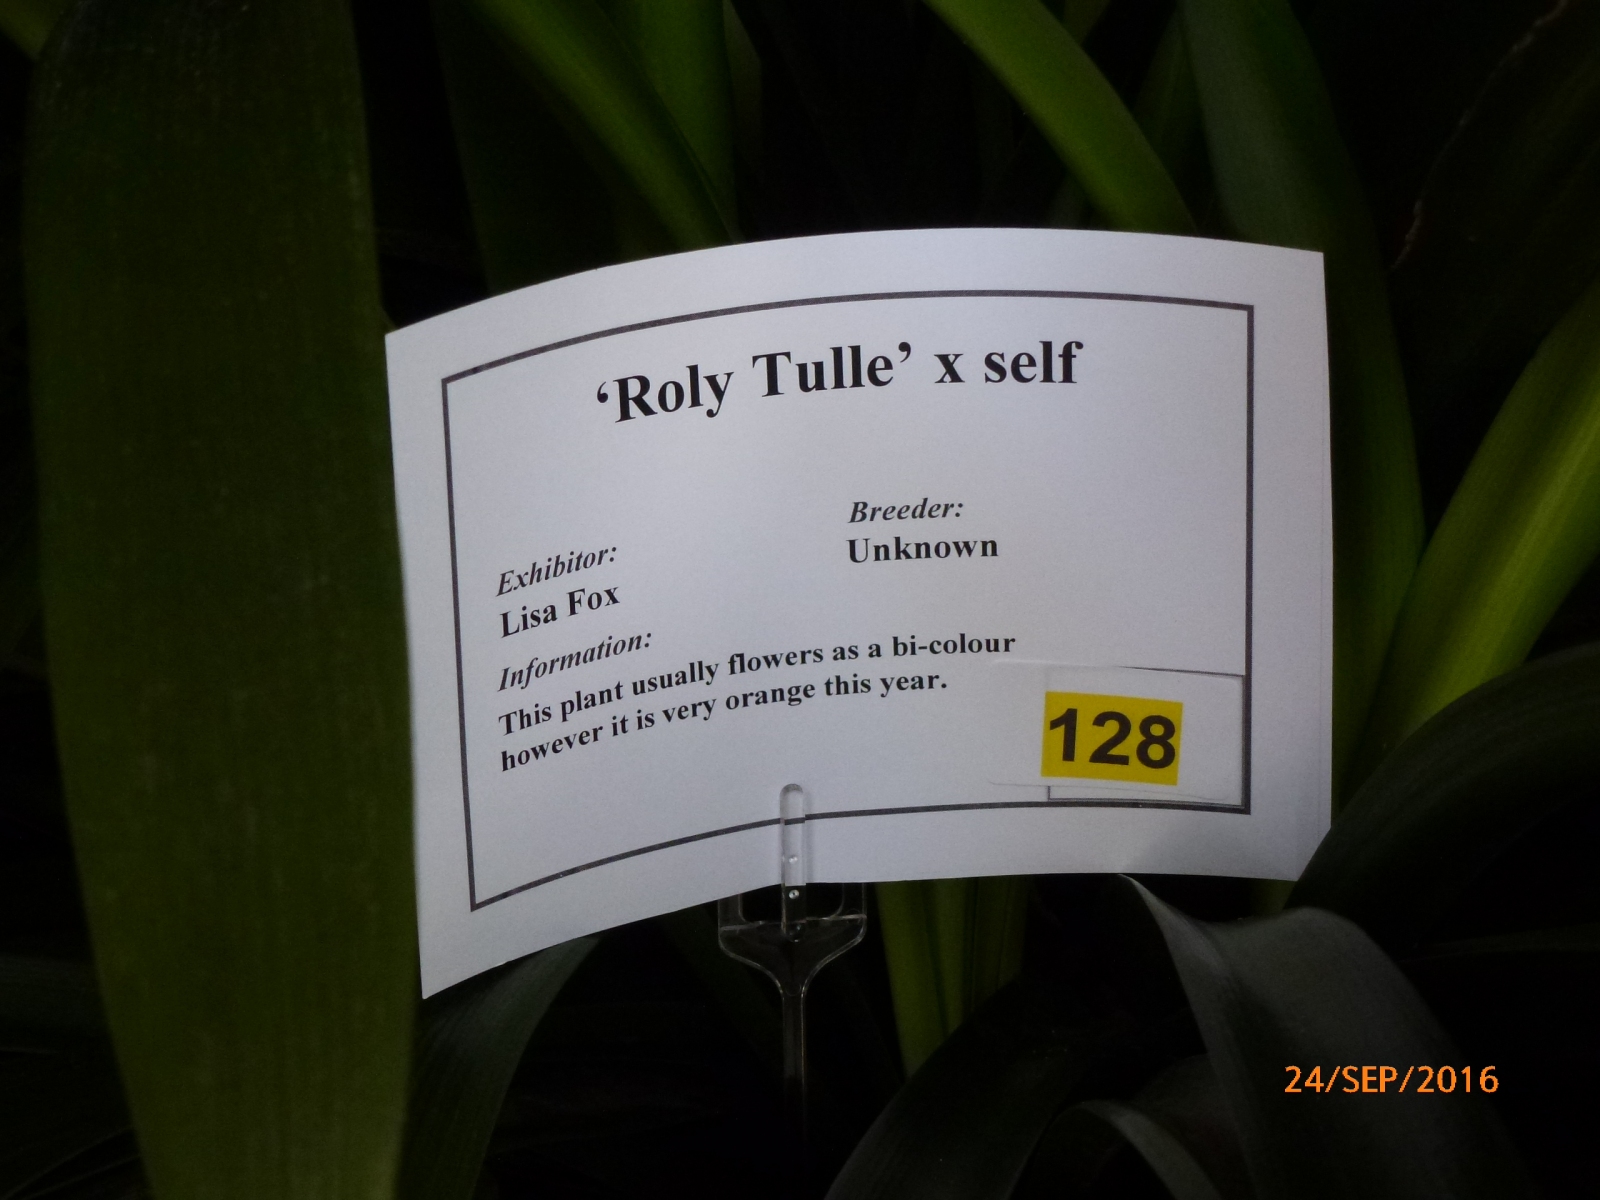 ‘Roly Tulle’ x self
Breeder:
Unknown
Exhibitor:
Lisa Fox
Information:
This plant usually flowers as a bi-colour
however it is very orange this year.
128
24/SEP/2016